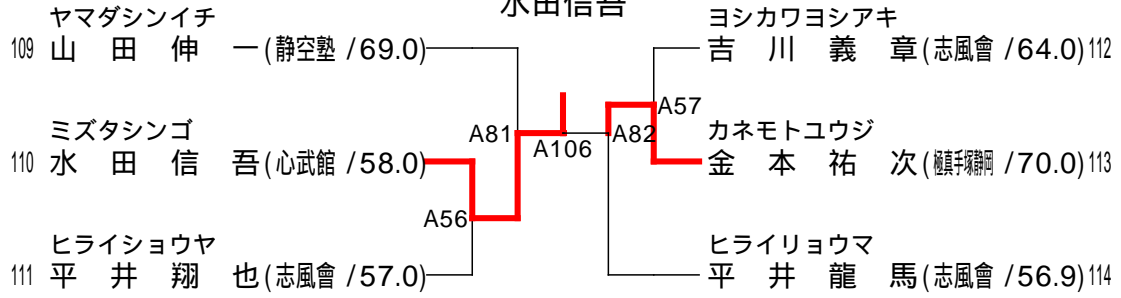 水田信吾
ヤマダシンイチ
109 山 田 伸 一(静空塾 /69.0)
ミズタシンゴ
110 水 田 信 吾(心武館 /58.0)
ヒライショウヤ
111 平 井 翔 也(志風會 /57.0)
A56
A81
A106
A82
A57
ヨシカワヨシアキ
吉 川 義 章(志風會 /64.0)112
カネモトユウジ
金 本 祐 次(極真手塚静岡 /70.0)113
ヒライリョウマ
平 井 龍 馬(志風會 /56.9)114